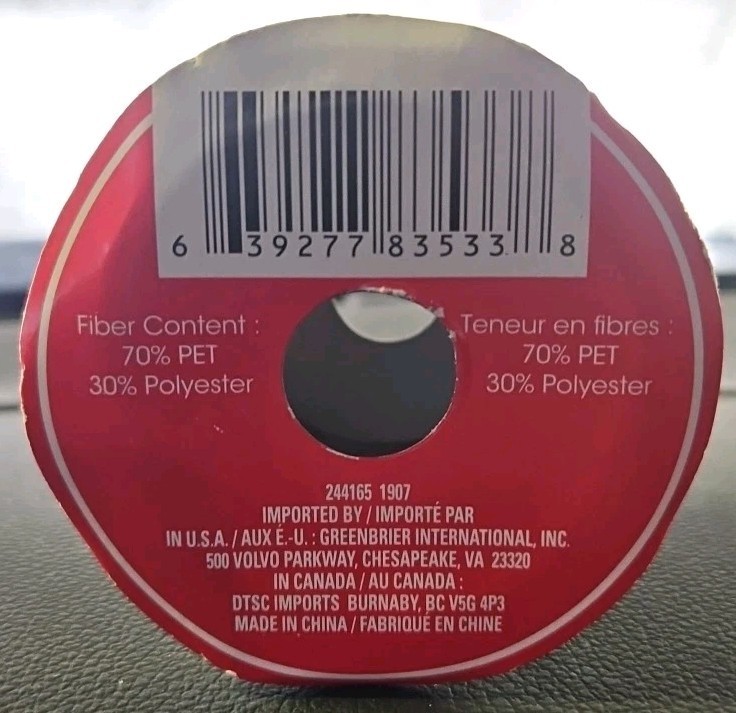 6 39277 83533 8
Fiber Content :
70% PET
30% Polyester
Teneur en fibres :
70% PET
30% Polyester
244165 1907
IMPORTED BY / IMPORTÉ PAR
IN U.S.A. / AUX É.-U. : GREENBRIER INTERNATIONAL, INC.
500 VOLVO PARKWAY, CHESAPEAKE, VA 23320
IN CANADA / AU CANADA :
DTSC IMPORTS BURNABY, BC V5G 4P3
MADE IN CHINA / FABRIQUÉ EN CHINE